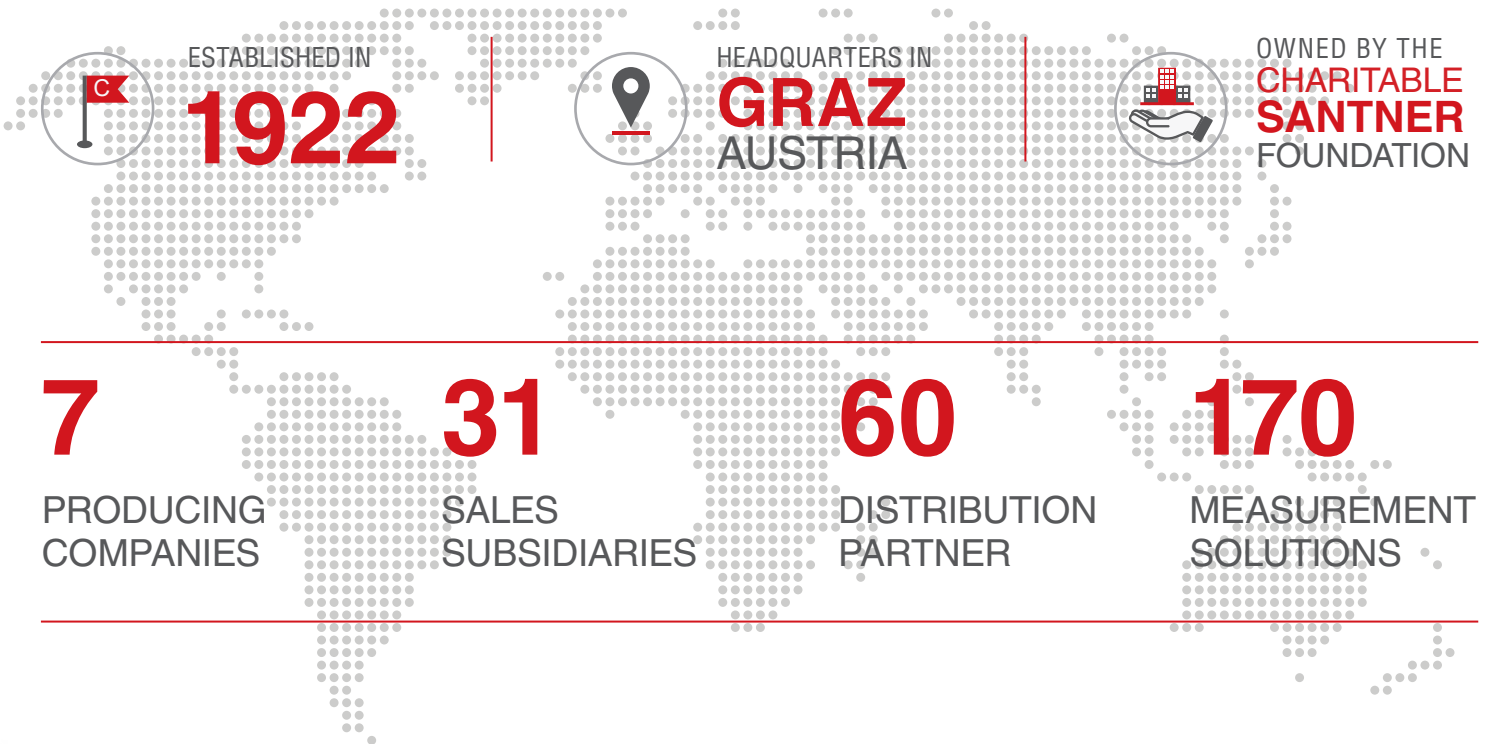 C
ESTABLISHED IN
1922
HEADQUARTERS IN
GRAZ
AUSTRIA
OWNED BY THE
CHARITABLE
SANTNER
FOUNDATION
7
PRODUCING
COMPANIES
31
SALES
SUBSIDIARIES
60
DISTRIBUTION
PARTNER
170
MEASUREMENT
SOLUTIONS